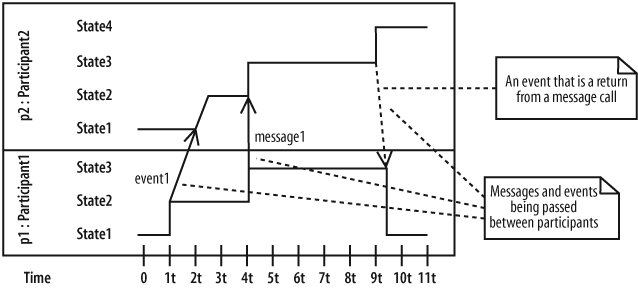 p2 : Participant2
State4
State3
State2
State1
message1
p1 : Participant1
State3
event1
State2
State1
Time
0 1t 2t 3t 4t 5t 6t 7t 8t 9t 10t 11t
An event that is a return
from a message call
Messages and events
being passed
between participants